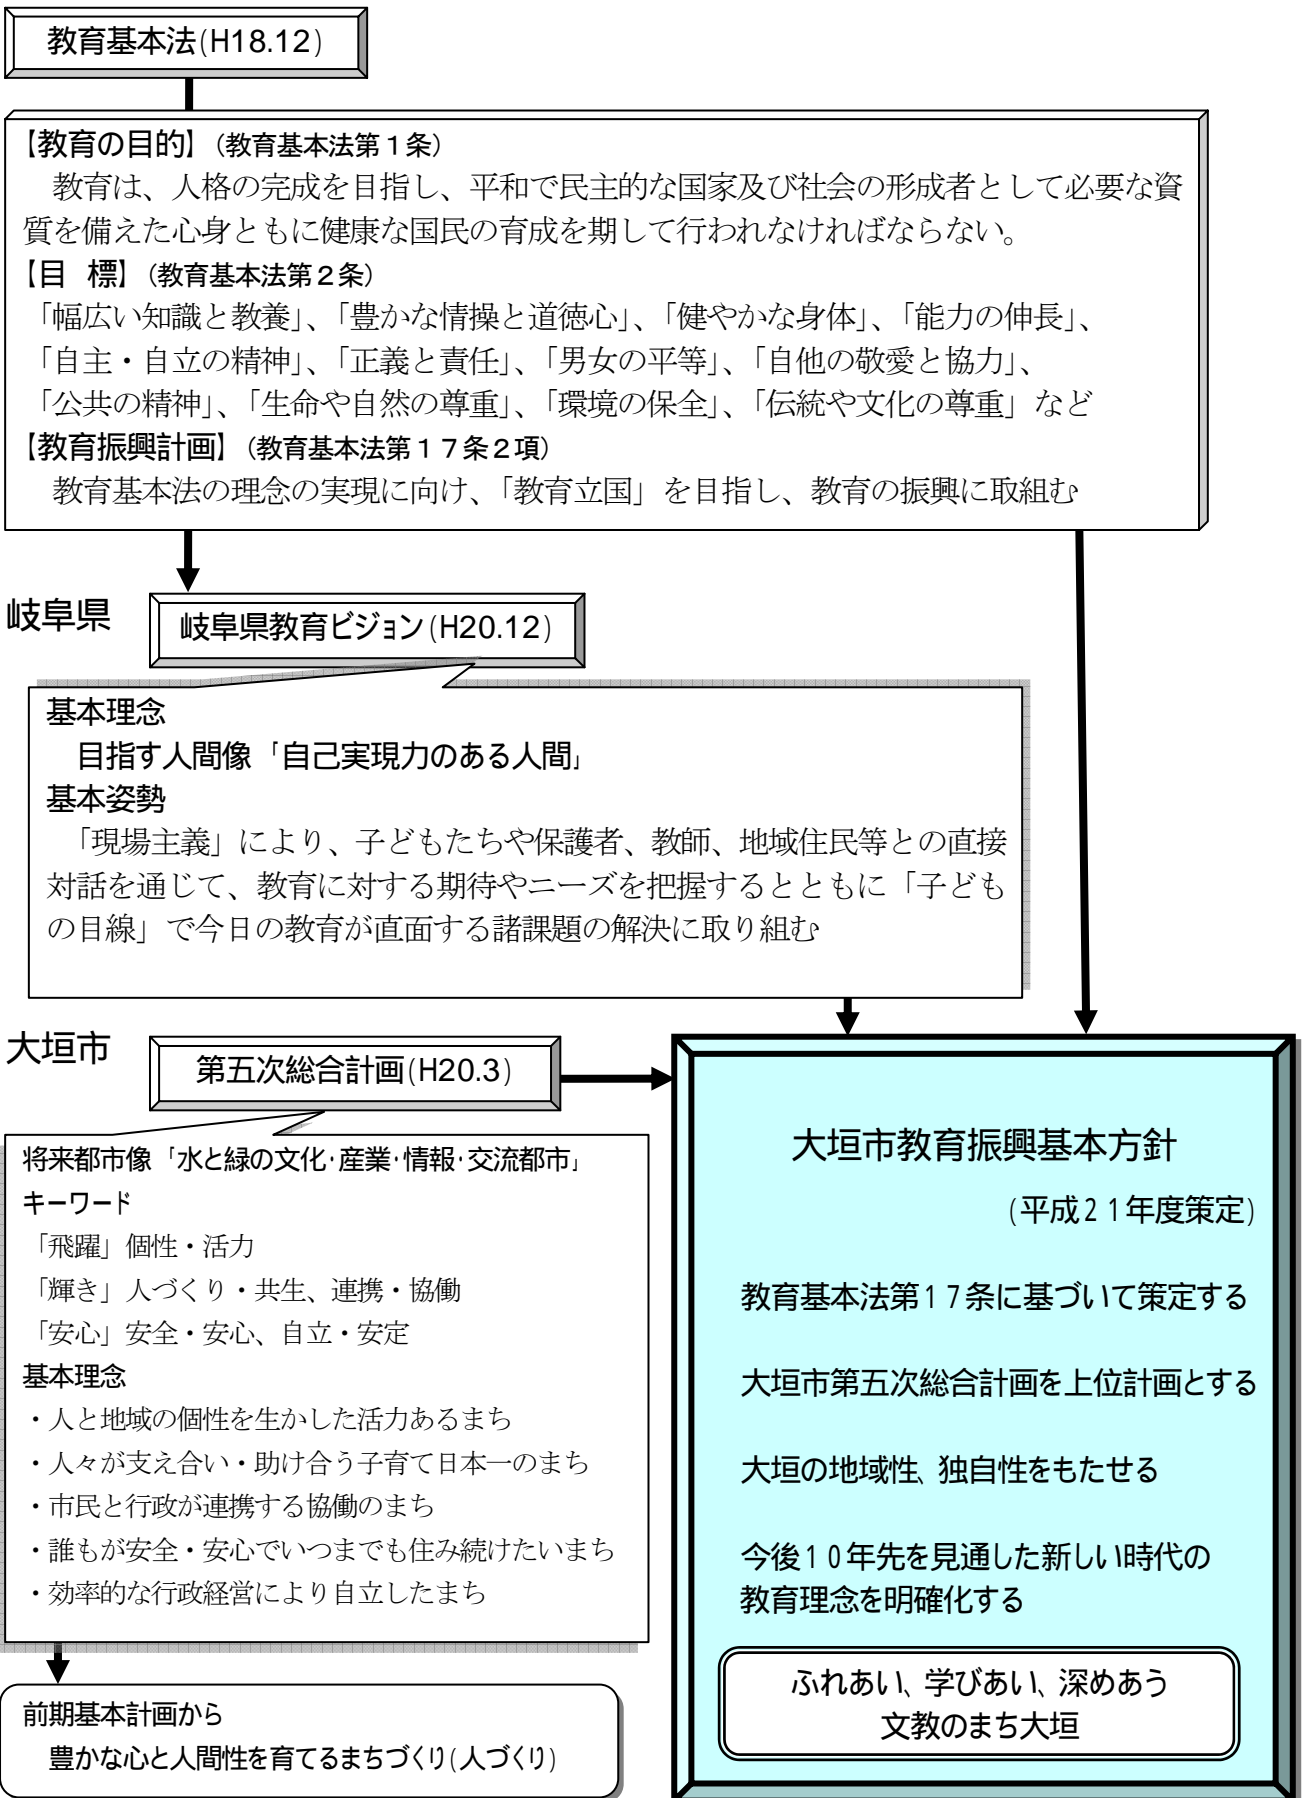 教育基本法(H18.12)
【教育の目的】（教育基本法第１条）
教育は、人格の完成を目指し、平和で民主的な国家及び社会の形成者として必要な資
質を備えた心身ともに健康な国民の育成を期して行われなければならない。
【目　標】（教育基本法第２条）
「幅広い知識と教養」、「豊かな情操と道徳心」、「健やかな身体」、「能力の伸長」、
「自主・自立の精神」、「正義と責任」、「男女の平等」、「自他の敬愛と協力」、
「公共の精神」、「生命や自然の尊重」、「環境の保全」、「伝統や文化の尊重」など
【教育振興計画】（教育基本法第１７条２項）
教育基本法の理念の実現に向け、「教育立国」を目指し、教育の振興に取組む
岐阜県
岐阜県教育ビジョン(H20.12)
基本理念
目指す人間像「自己実現力のある人間」
基本姿勢
「現場主義」により、子どもたちや保護者、教師、地域住民等との直接
対話を通じて、教育に対する期待やニーズを把握するとともに「子ども
の目線」で今日の教育が直面する諸課題の解決に取り組む
大垣市
第五次総合計画(H20.3)
将来都市像「水と緑の文化・産業・情報・交流都市」
キーワード
「飛躍」個性・活力
「輝き」人づくり・共生、連携・協働
「安心」安全・安心、自立・安定
基本理念
・人と地域の個性を生かした活力あるまち
・人々が支え合い・助け合う子育て日本一のまち
・市民と行政が連携する協働のまち
・誰もが安全・安心でいつまでも住み続けたいまち
・効率的な行政経営により自立したまち
前期基本計画から
豊かな心と人間性を育てるまちづくり(人づくり)
大垣市教育振興基本方針
(平成２１年度策定)
教育基本法第１７条に基づいて策定する
大垣市第五次総合計画を上位計画とする
大垣の地域性、独自性をもたせる
今後１０年先を見通した新しい時代の
教育理念を明確化する
ふれあい、学びあい、深めあう
文教のまち大垣